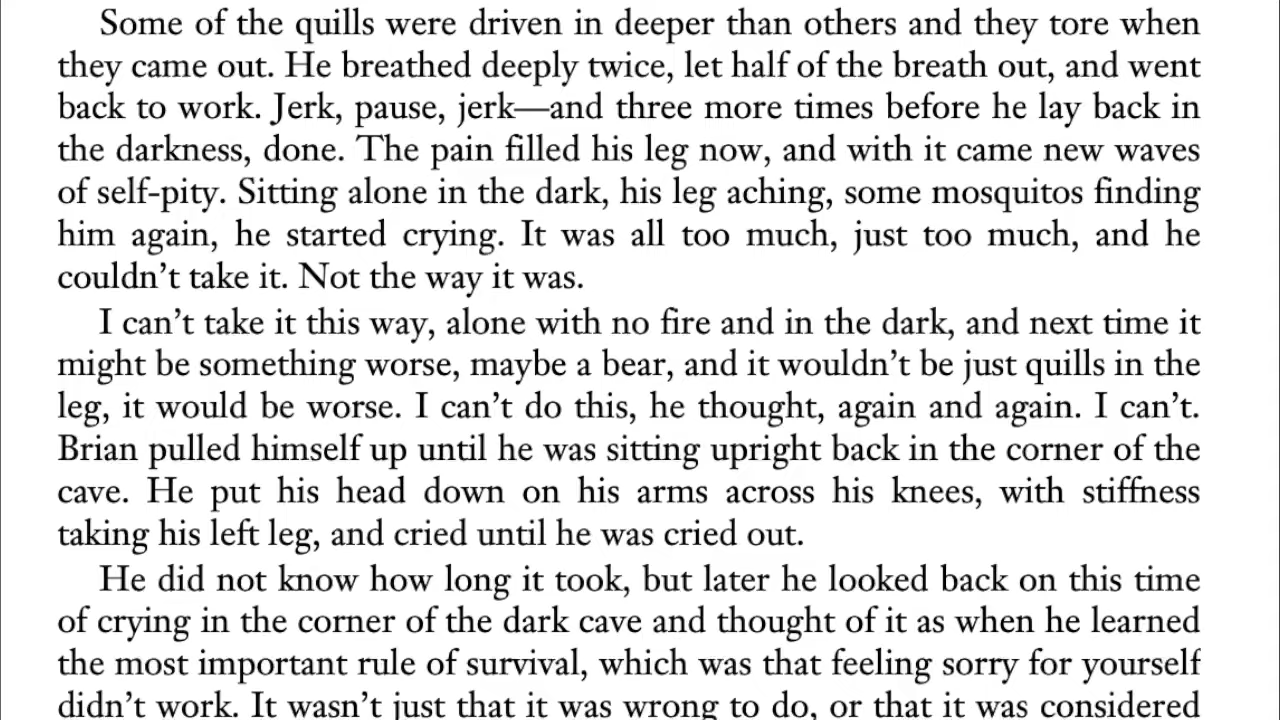 Some of the quills were driven in deeper than others and they tore when
they came out. He breathed deeply twice, let half of the breath out, and went
back to work. Jerk, pause, jerk—and three more times before he lay back in
the darkness, done. The pain filled his leg now, and with it came new waves
of self-pity. Sitting alone in the dark, his leg aching, some mosquitos finding
him again, he started crying. It was all too much, just too much, and he
couldn’t take it. Not the way it was.
I can’t take it this way, alone with no fire and in the dark, and next time it
might be something worse, maybe a bear, and it wouldn’t be just quills in the
leg, it would be worse. I can’t do this, he thought, again and again. I can’t.
Brian pulled himself up until he was sitting upright back in the corner of the
cave. He put his head down on his arms across his knees, with stiffness
taking his left leg, and cried until he was cried out.
He did not know how long it took, but later he looked back on this time
of crying in the corner of the dark cave and thought of it as when he learned
the most important rule of survival, which was that feeling sorry for yourself
didn’t work. It wasn’t just that it was wrong to do, or that it was considered